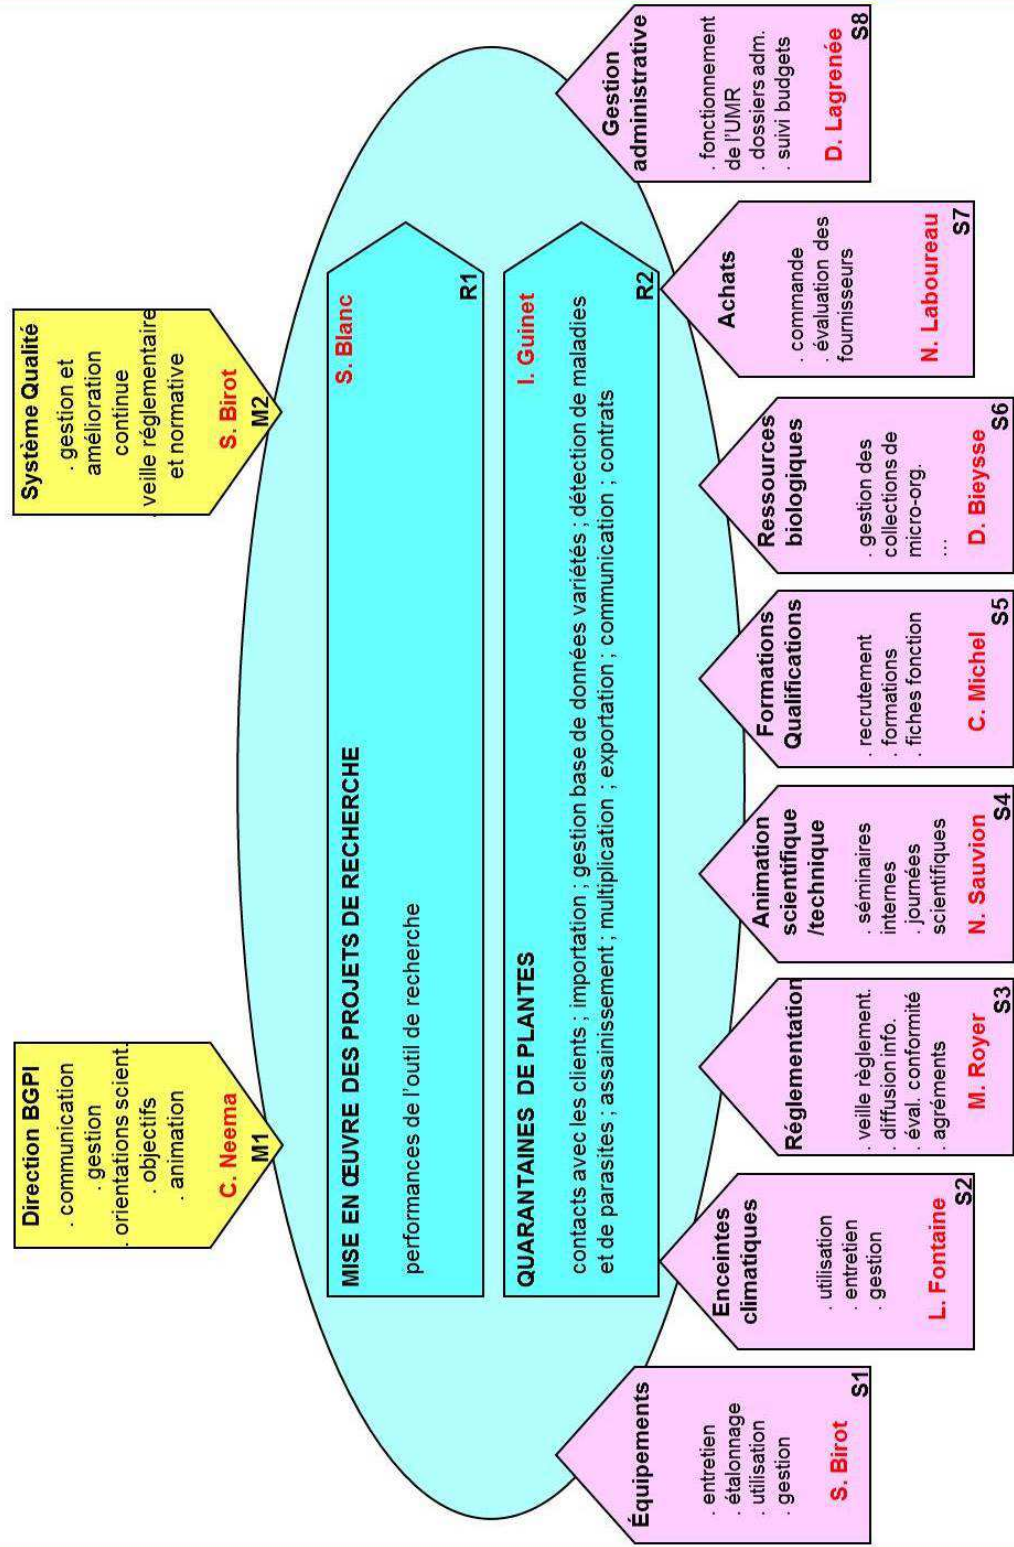 Direction BGPI
. communication
. gestion
. orientations scient.
. objectifs
. animation
C. Neema
M1
Système Qualité
. gestion et
amélioration
continue
. veille réglementaire
et normative
S. Birot
M2
MISE EN ŒUVRE DES PROJETS DE RECHERCHE
S. Blanc
performances de l'outil de recherche
R1
QUARANTAINES DE PLANTES
I. Guinet
contacts avec les clients ; importation ; gestion base de données variétés ; détection de maladies
et de parasites ; assainissement ; multiplication ; exportation ; communication ; contrats
R2
Équipements
. entretien
. étalonnage
. utilisation
. gestion
S. Birot
S1
Enceintes
climatiques
. utilisation
. entretien
. gestion
L. Fontaine
S2
Réglementation
. veille règlement.
. diffusion info.
. éval. conformité
. agréments
M. Royer
S3
Animation
scientifique
/technique
. séminaires
internes
. journées
scientifiques
N. Sauvion
S4
Formations
Qualifications
. recrutement
. formations
. fiches fonction
C. Michel
S5
Ressources
biologiques
. gestion des
collections de
micro-org.
...
D. Bieysse
S6
Achats
. commande
. évaluation des
fournisseurs
N. Laboureau
S7
Gestion
administrative
. fonctionnement
de l'UMR
. dossiers adm.
. suivi budgets
D. Lagrenée
S8